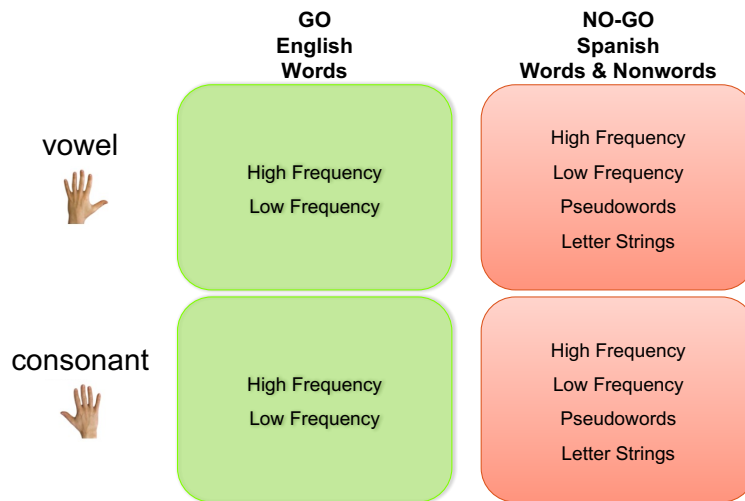 GO
English
Words
NO-GO
Spanish
Words & Nonwords
vowel
High Frequency
Low Frequency
High Frequency
Low Frequency
Pseudowords
Letter Strings
consonant
High Frequency
Low Frequency
High Frequency
Low Frequency
Pseudowords
Letter Strings